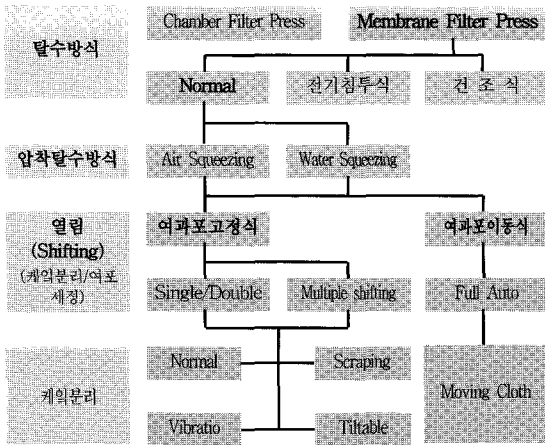 Chamber Filter Press
Membrane Filter Press
탈수방식
Normal
전기침투식
건 조 식
압착탈수방식
Air Squeezing
Water Squeezing
열림
(Shifting)
(케익분리/여포
세정)
여과포고정식
여과포이동식
Single/Double
Multiple shifting
Full Auto
케익분리
Normal
Scraping
Moving Cloth
Vibratio
Tiltable